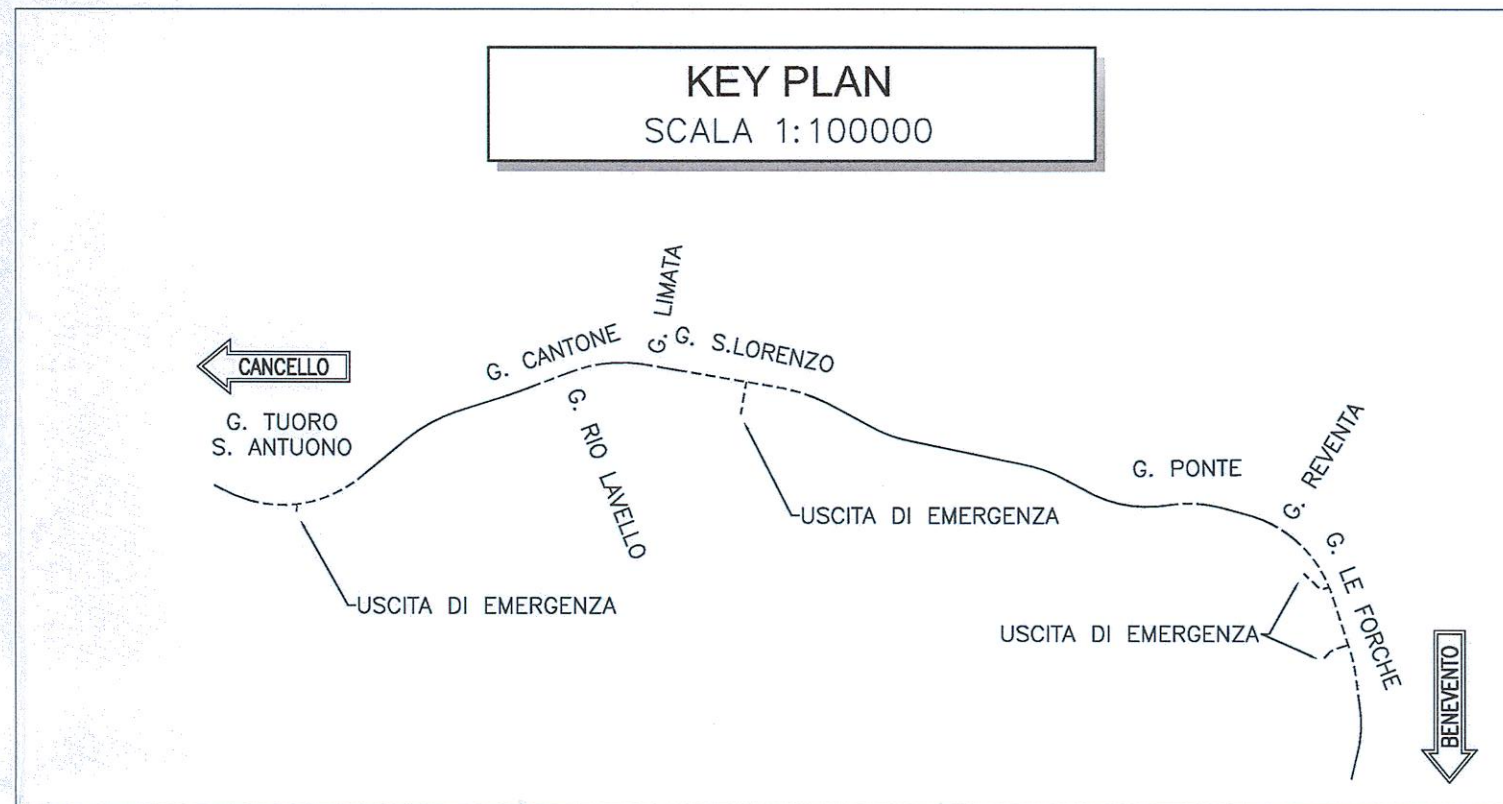 KEY PLAN
SCALA 1:100000
CANCELLO
G. TUORO
S. ANTUONO
G. CANTONE
G. LIMATA
G. S.LORENZO
G. RIO LAVELLO
USCITA DI EMERGENZA
USCITA DI EMERGENZA
G. PONTE
G. REVENTA
G. LE FORCHE
USCITA DI EMERGENZA
BENEVENTO